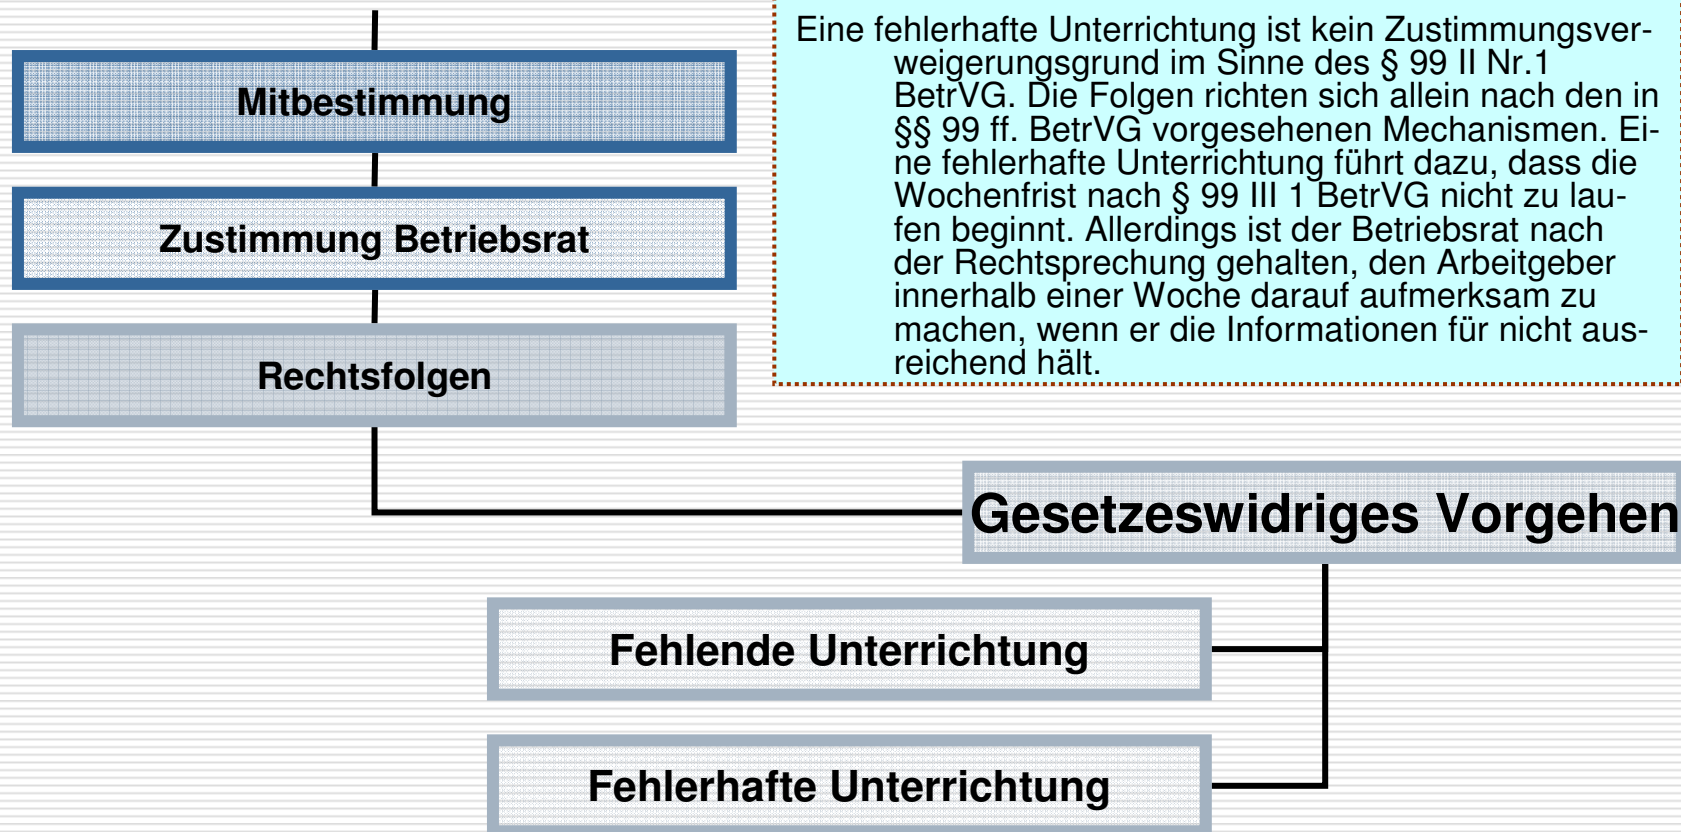 Eine fehlerhafte Unterrichtung ist kein Zustimmungsver-
weigerungsgrund im Sinne des § 99 II Nr.1
BetrVG. Die Folgen richten sich allein nach den in
§§ 99 ff. BetrVG vorgesehenen Mechanismen. Ei-
ne fehlerhafte Unterrichtung führt dazu, dass die
Wochenfrist nach § 99 III 1 BetrVG nicht zu lau-
fen beginnt. Allerdings ist der Betriebsrat nach
der Rechtsprechung gehalten, den Arbeitgeber
innerhalb einer Woche darauf aufmerksam zu
machen, wenn er die Informationen für nicht aus-
reichend hält.
Mitbestimmung
Zustimmung Betriebsrat
Rechtsfolgen
Gesetzeswidriges Vorgehen
Fehlende Unterrichtung
Fehlerhafte Unterrichtung